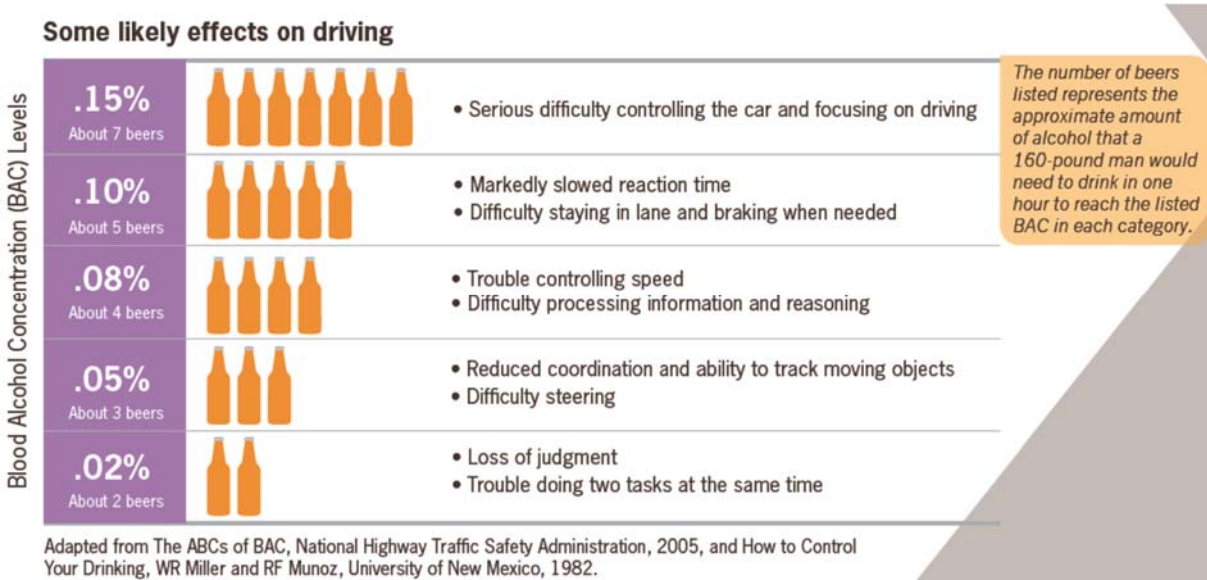 Some likely effects on driving
Blood Alcohol Concentration (BAC) Levels
.15%
About 7 beers
• Serious difficulty controlling the car and focusing on driving
.10%
About 5 beers
• Markedly slowed reaction time
• Difficulty staying in lane and braking when needed
.08%
About 4 beers
• Trouble controlling speed
• Difficulty processing information and reasoning
.05%
About 3 beers
• Reduced coordination and ability to track moving objects
• Difficulty steering
.02%
About 2 beers
• Loss of judgment
• Trouble doing two tasks at the same time
The number of beers
listed represents the
approximate amount
of alcohol that a
160-pound man would
need to drink in one
hour to reach the listed
BAC in each category.
Adapted from The ABCs of BAC, National Highway Traffic Safety Administration, 2005, and How to Control
Your Drinking, WR Miller and RF Munoz, University of New Mexico, 1982.